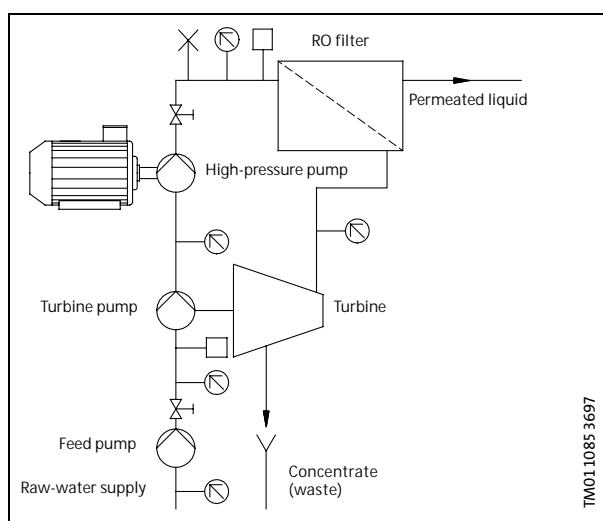 RO filter
Permeated liquid
High-pressure pump
Turbine pump
Turbine
Feed pump
Raw-water supply
Concentrate
(waste)
TM01 1085 3697